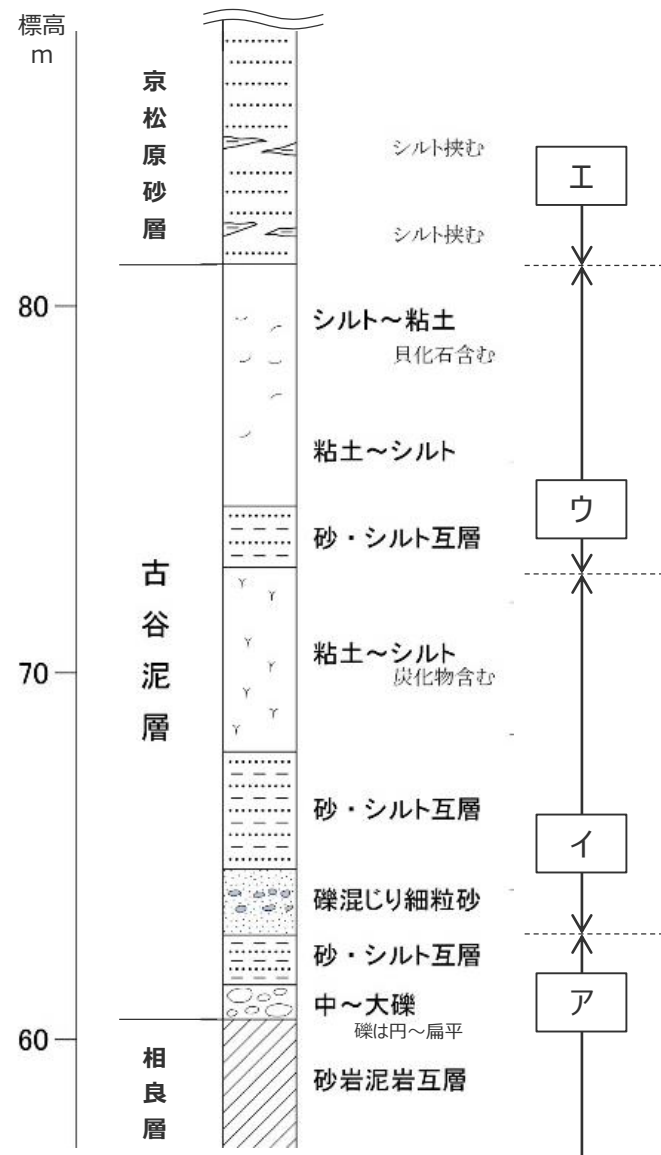 標高
m
京松原砂層
シルト挟む
エ
シルト挟む
80
シルト～粘土
貝化石含む
粘土～シルト
ウ
砂・シルト互層
古谷泥層
粘土～シルト
炭化物含む
70
砂・シルト互層
イ
礫混じり細粒砂
砂・シルト互層
ア
中～大礫
礫は円～扁平
60
相良層
砂岩泥岩互層